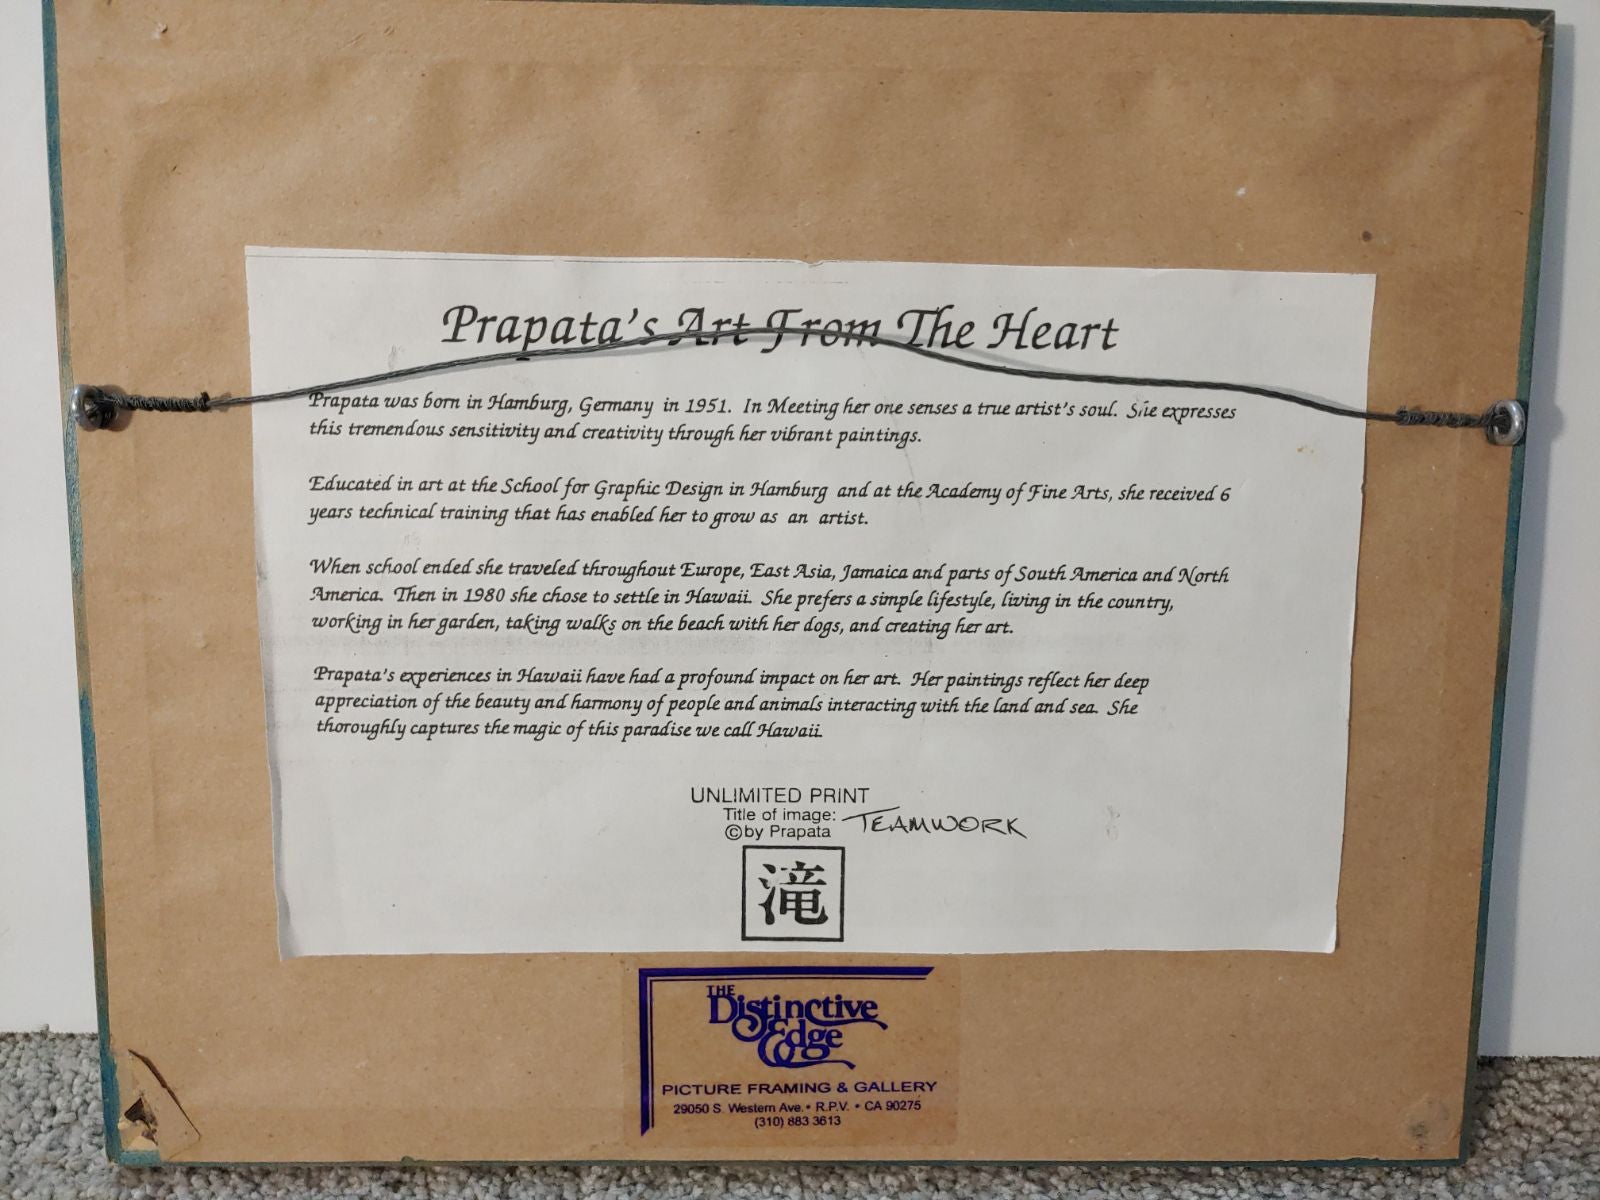 Prapata's Art From The Heart
Prapata was born in Hamburg, Germany in 1951. In Meeting her one senses a true artist's soul. She expresses
this tremendous sensitivity and creativity through her vibrant paintings.
Educated in art at the School for Graphic Design in Hamburg and at the Academy of Fine Arts, she received 6
years technical training that has enabled her to grow as an artist.
When school ended she traveled throughout Europe, East Asia, Jamaica and parts of South America and North
America. Then in 1980 she chose to settle in Hawaii. She prefers a simple lifestyle, living in the country,
working in her garden, taking walks on the beach with her dogs, and creating her art.
Prapata's experiences in Hawaii have had a profound impact on her art. Her paintings reflect her deep
appreciation of the beauty and harmony of people and animals interacting with the land and sea. She
thoroughly captures the magic of this paradise we call Hawaii.
UNLIMITED PRINT
Title of image: TEAMWORK
©by Prapata
滝
THE
Distinctive
Edge
PICTURE FRAMING & GALLERY
29050 S. Western Ave. • R.P.V. • CA 90275
(310) 883 3613